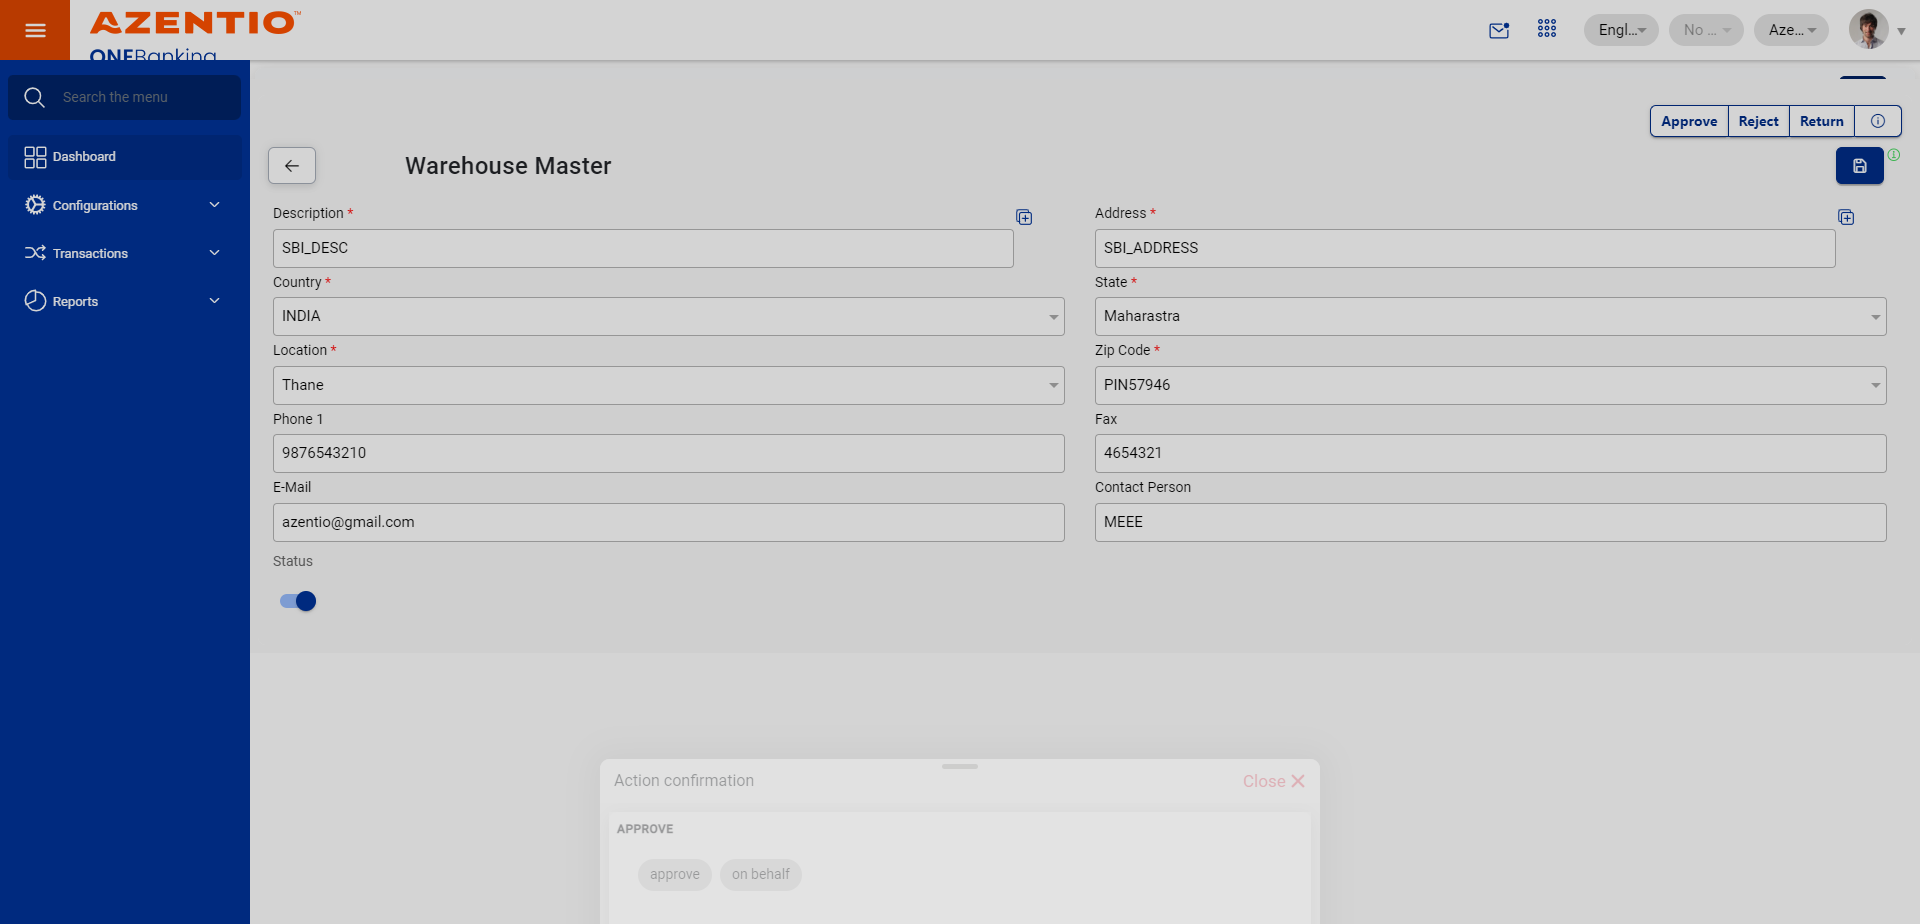 AZENTIO™
ONEBanking
Engl...
No ...
Aze...
Search the menu
Dashboard
Configurations
Transactions
Reports
Approve
Reject
Return
Warehouse Master
Description *
SBI_DESC
Address *
SBI_ADDRESS
Country *
INDIA
State *
Maharastra
Location *
Thane
Zip Code *
PIN57946
Phone 1
9876543210
Fax
4654321
E-Mail
azentio@gmail.com
Contact Person
MEEE
Status
Action confirmation
Close
APPROVE
approve
on behalf